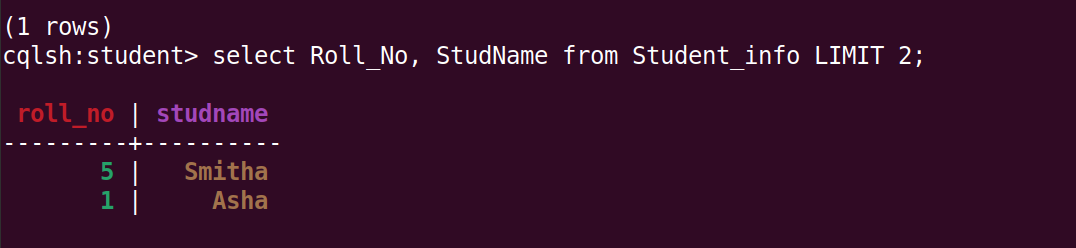 (1 rows)
cqlsh:student> select Roll_No, StudName from Student_info LIMIT 2;
 roll_no | studname
---------+----------
       5 |   Smitha
       1 |     Asha